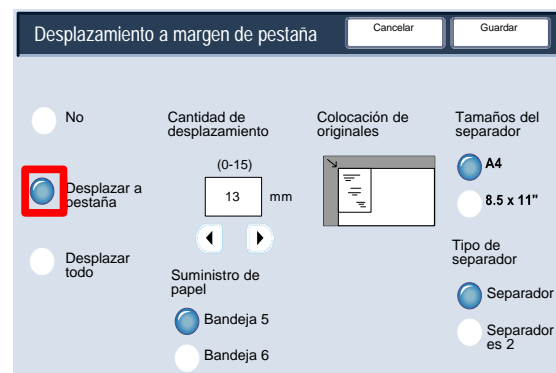 Desplazamiento a margen de pestaña
Cancelar
Guardar
No
Desplazar a
pestaña
Desplazar
todo
Cantidad de
desplazamiento
(0-15)
13 mm
Suministro de
papel
Bandeja 5
Bandeja 6
Colocación de
originales
Tamaños del
separador
A4
8.5 x 11"
Tipo de
separador
Separador
Separador
es 2